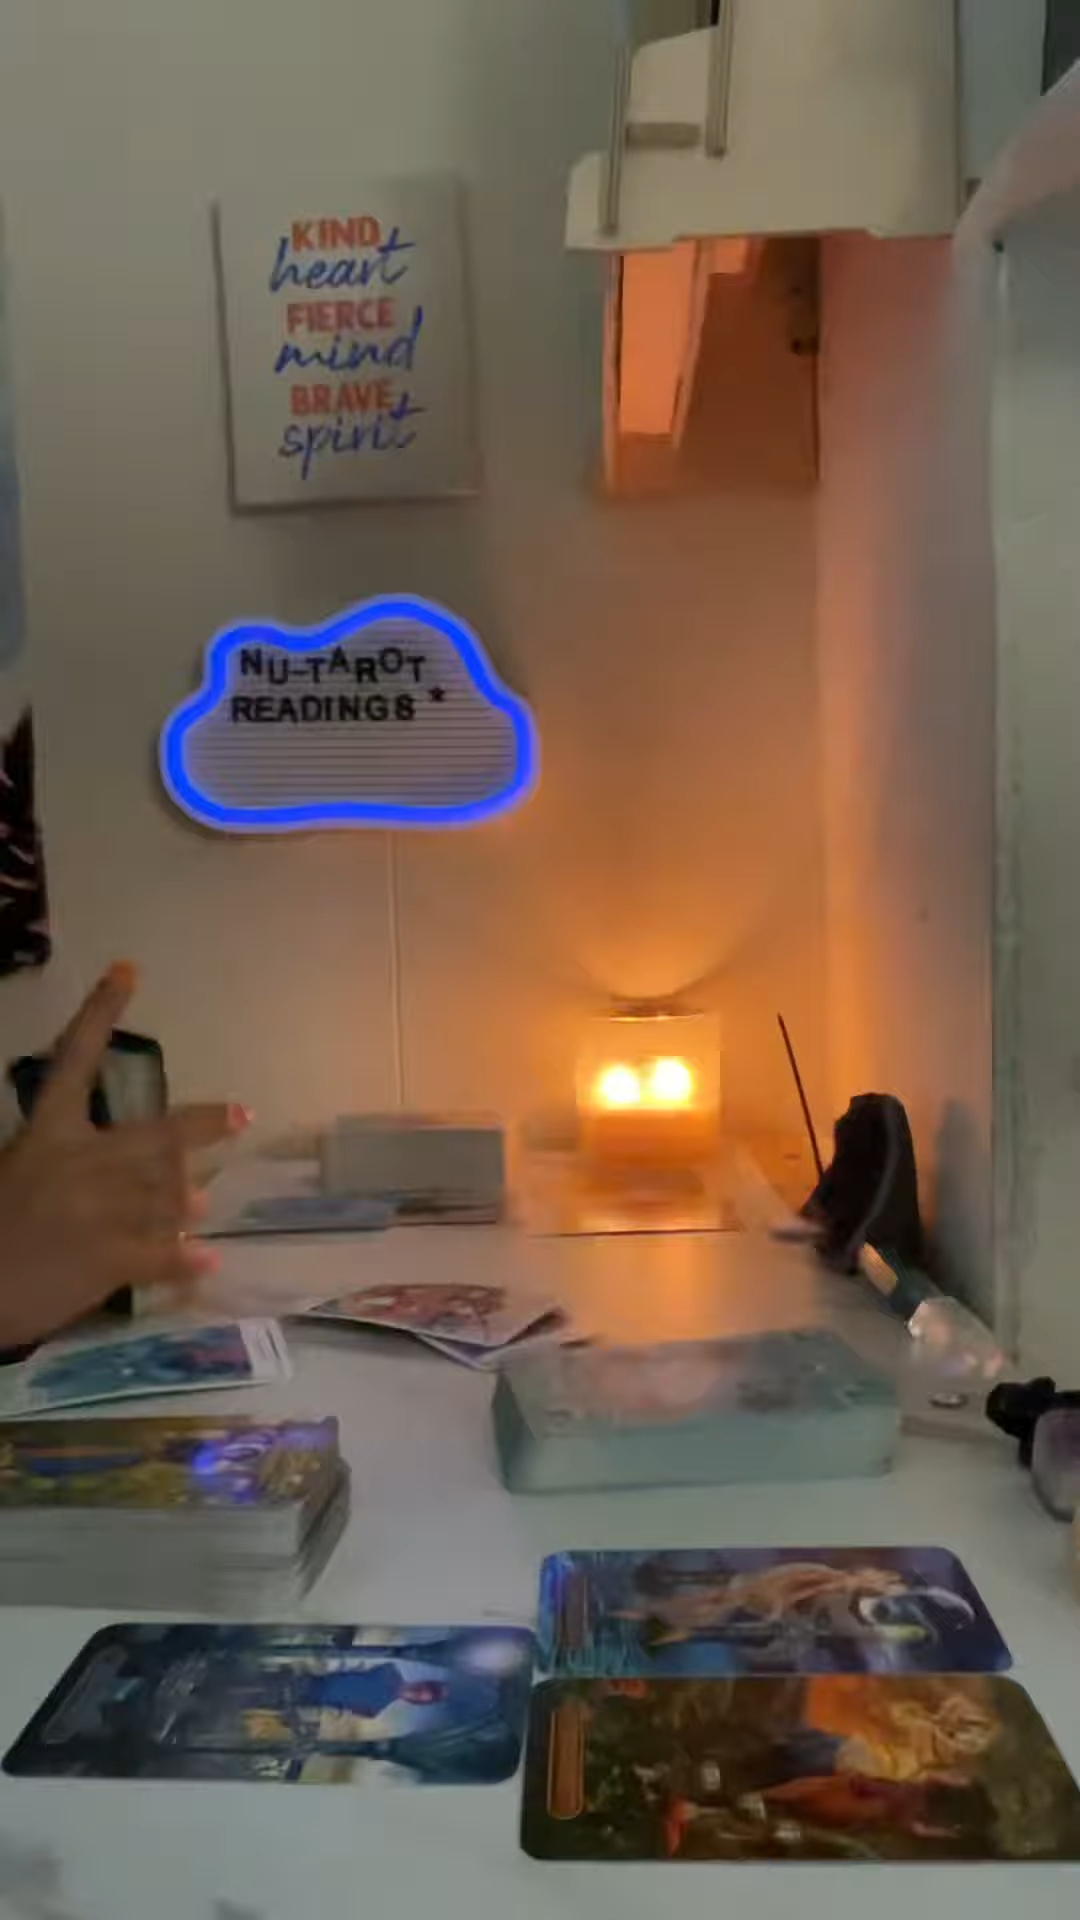 KIND
heart
FIERCE
mind
BRAVE
spirit
NU-TAROT
READINGS*